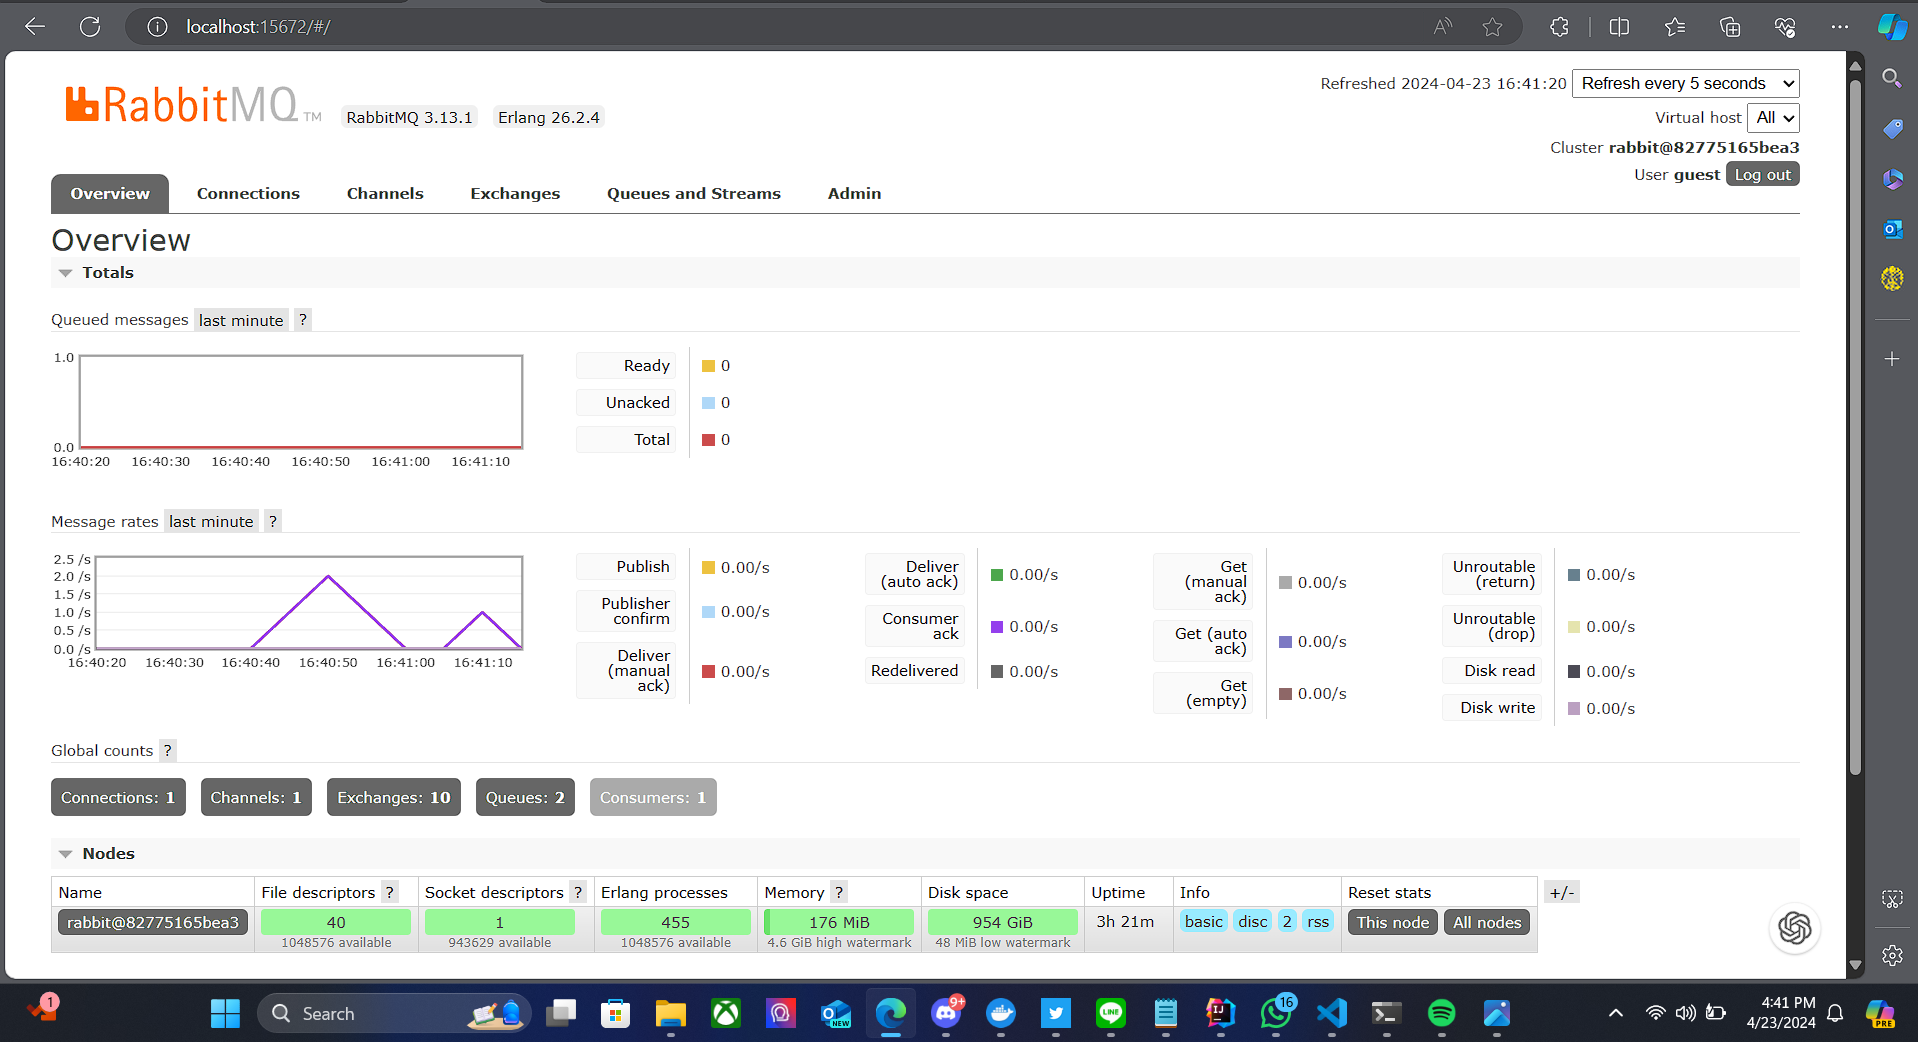 localhost:15672/#/
RabbitMQ TM
RabbitMQ 3.13.1 Erlang 26.2.4
Refreshed 2024-04-23 16:41:20 Refresh every 5 seconds
Virtual host All
Cluster rabbit@82775165bea3
User guest Log out
Overview Connections Channels Exchanges Queues and Streams Admin
Overview
Totals
Queued messages last minute ?
1.0
0.0
16:40:20 16:40:30 16:40:40 16:40:50 16:41:00 16:41:10
Ready 0
Unacked 0
Total 0
Message rates last minute ?
2.5 /s
2.0 /s
1.5 /s
1.0 /s
0.5 /s
0.0 /s
16:40:20 16:40:30 16:40:40 16:40:50 16:41:00 16:41:10
Publish 0.00/s
Publisher
confirm 0.00/s
Deliver
(manual
ack) 0.00/s
Deliver
(auto ack) 0.00/s
Consumer
ack 0.00/s
Redelivered 0.00/s
Get
(manual
ack) 0.00/s
Get (auto
ack) 0.00/s
Get
(empty) 0.00/s
Unroutable
(return) 0.00/s
Unroutable
(drop) 0.00/s
Disk read 0.00/s
Disk write 0.00/s
Global counts ?
Connections: 1 Channels: 1 Exchanges: 10 Queues: 2 Consumers: 1
Nodes
Name File descriptors ? Socket descriptors ? Erlang processes Memory ? Disk space Uptime Info Reset stats +/-
rabbit@82775165bea3 40 1 455 176 MiB 954 GiB 3h 21m basic disc 2 rss This node All nodes
1048576 available 943629 available 1048576 available 4.6 GiB high watermark 48 MiB low watermark
1
Search
NEW
9+
LINE
IJ
16
4:41 PM
4/23/2024
PRE